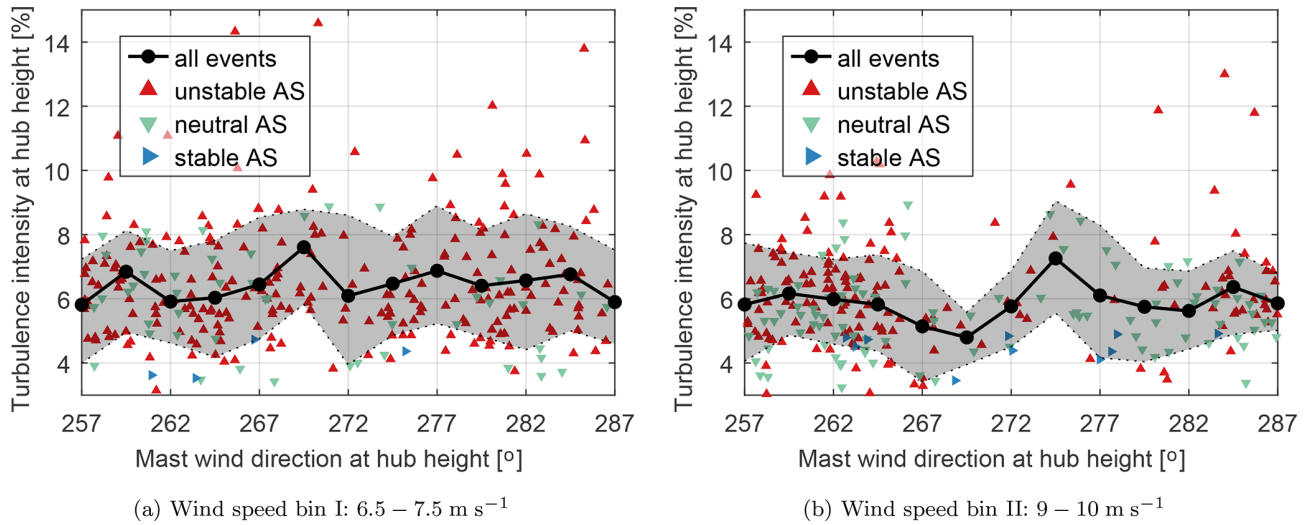 Turbulence intensity at hub height [%]
14
12
10
8
6
4
all events
unstable AS
neutral AS
stable AS
257 262 267 272 277 282 287
Mast wind direction at hub height [º]
(a) Wind speed bin I: 6.5 – 7.5 m s⁻¹
Turbulence intensity at hub height [%]
14
12
10
8
6
4
all events
unstable AS
neutral AS
stable AS
257 262 267 272 277 282 287
Mast wind direction at hub height [º]
(b) Wind speed bin II: 9 – 10 m s⁻¹